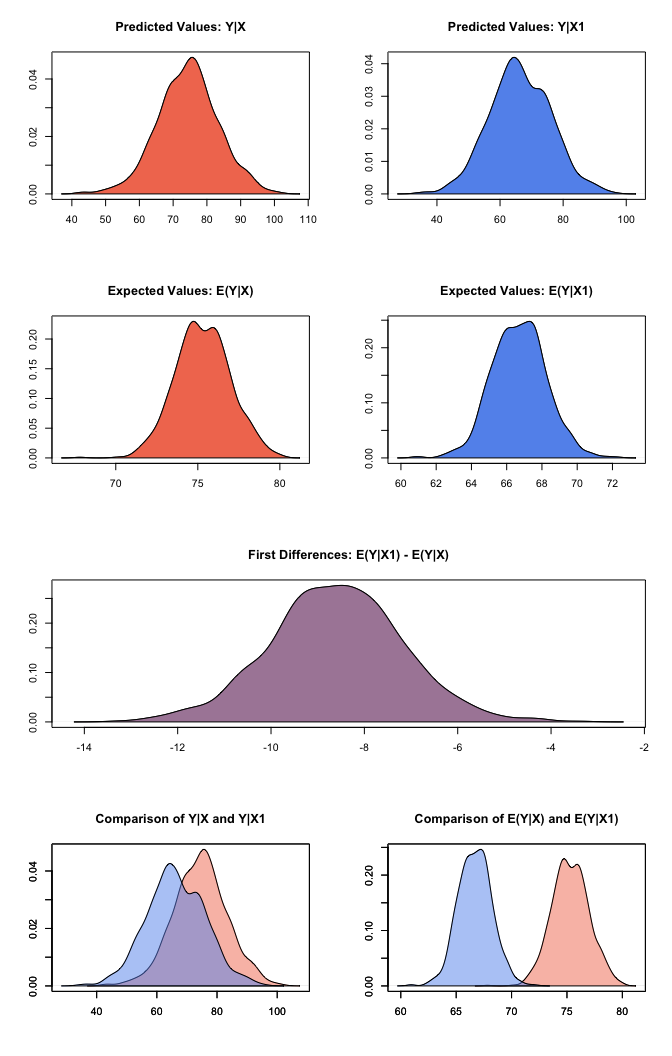 Predicted Values: Y|X
0.00 0.02 0.04
40 50 60 70 80 90 100 110
Predicted Values: Y|X1
0.00 0.01 0.02 0.03 0.04
40 60 80 100
Expected Values: E(Y|X)
0.00 0.05 0.10 0.15 0.20
70 75 80
Expected Values: E(Y|X1)
0.00 0.10 0.20
60 62 64 66 68 70 72
First Differences: E(Y|X1) - E(Y|X)
0.00 0.10 0.20
-14 -12 -10 -8 -6 -4 -2
Comparison of Y|X and Y|X1
0.00 0.02 0.04
40 60 80 100
Comparison of E(Y|X) and E(Y|X1)
0.00 0.10 0.20
60 65 70 75 80